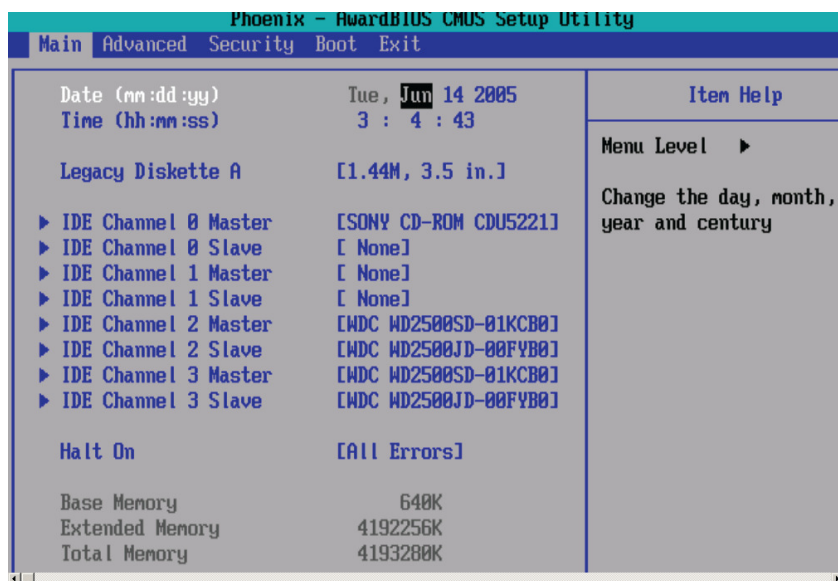 Phoenix - AwardBIOS CMOS Setup Utility
Main Advanced Security Boot Exit
Date (mm:dd:yy) Tue, Jun 14 2005
Time (hh:mm:ss) 3 : 4 : 43
Legacy Diskette A [1.44M, 3.5 in.]
IDE Channel 0 Master [SONY CD-ROM CDU5221]
IDE Channel 0 Slave [ None]
IDE Channel 1 Master [ None]
IDE Channel 1 Slave [ None]
IDE Channel 2 Master [WDC WD2500SD-01KCB0]
IDE Channel 2 Slave [WDC WD2500JD-00FYB0]
IDE Channel 3 Master [WDC WD2500SD-01KCB0]
IDE Channel 3 Slave [WDC WD2500JD-00FYB0]
Halt On [All Errors]
Base Memory 640K
Extended Memory 4192256K
Total Memory 4193280K
Item Help
Menu Level
Change the day, month,
year and century